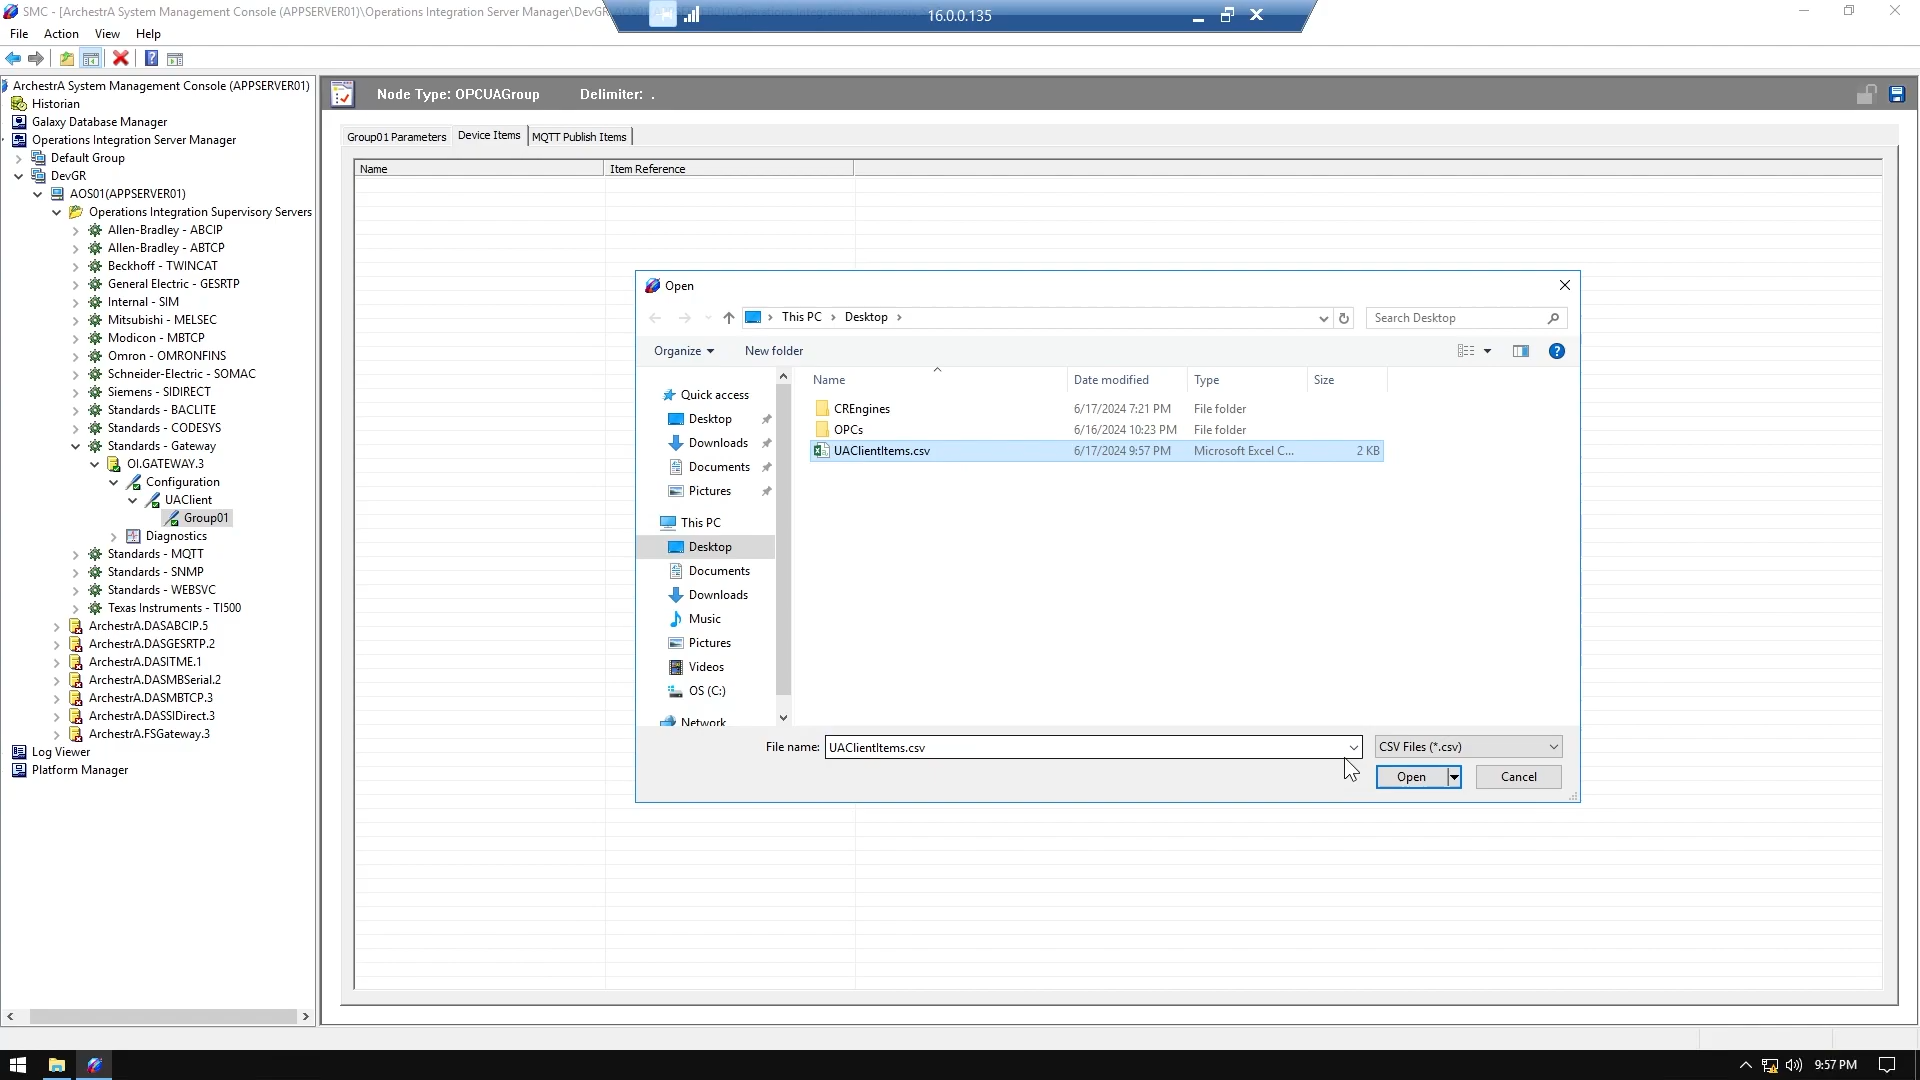 SMC - [ArchestrA System Management Console (APPSERVER01)\Operations Integration Server Manager\DevGR
16.0.0.135
File Action View Help
ArchestrA System Management Console (APPSERVER01)
Historian
Galaxy Database Manager
Operations Integration Server Manager
Default Group
DevGR
AOS01(APPSERVER01)
Operations Integration Supervisory Servers
Allen-Bradley - ABCIP
Allen-Bradley - ABTCP
Beckhoff - TWINCAT
General Electric - GESRTP
Internal - SIM
Mitsubishi - MELSEC
Modicon - MBTCP
Omron - OMRONFINS
Schneider-Electric - SOMAC
Siemens - SIDIRECT
Standards - BACLITE
Standards - CODESYS
Standards - Gateway
OI.GATEWAY.3
Configuration
UAClient
Group01
Diagnostics
Standards - MQTT
Standards - SNMP
Standards - WEBSVC
Texas Instruments - TI500
ArchestrA.DASABCIP.5
ArchestrA.DASGESRTP.2
ArchestrA.DASITME.1
ArchestrA.DASMBSerial.2
ArchestrA.DASMBTCP.3
ArchestrA.DASSIDirect.3
ArchestrA.FSGateway.3
Log Viewer
Platform Manager
Node Type: OPCUAGroup Delimiter: .
Group01 Parameters Device Items MQTT Publish Items
Name Item Reference
Open
This PC Desktop Search Desktop
Organize New folder
Quick access
Desktop
Downloads
Documents
Pictures
This PC
Desktop
Documents
Downloads
Music
Pictures
Videos
OS (C:)
Network
Name Date modified Type Size
CREngines 6/17/2024 7:21 PM File folder
OPCs 6/16/2024 10:23 PM File folder
UAClientItems.csv 6/17/2024 9:57 PM Microsoft Excel C... 2 KB
File name: UAClientItems.csv CSV Files (*.csv)
Open Cancel
9:57 PM